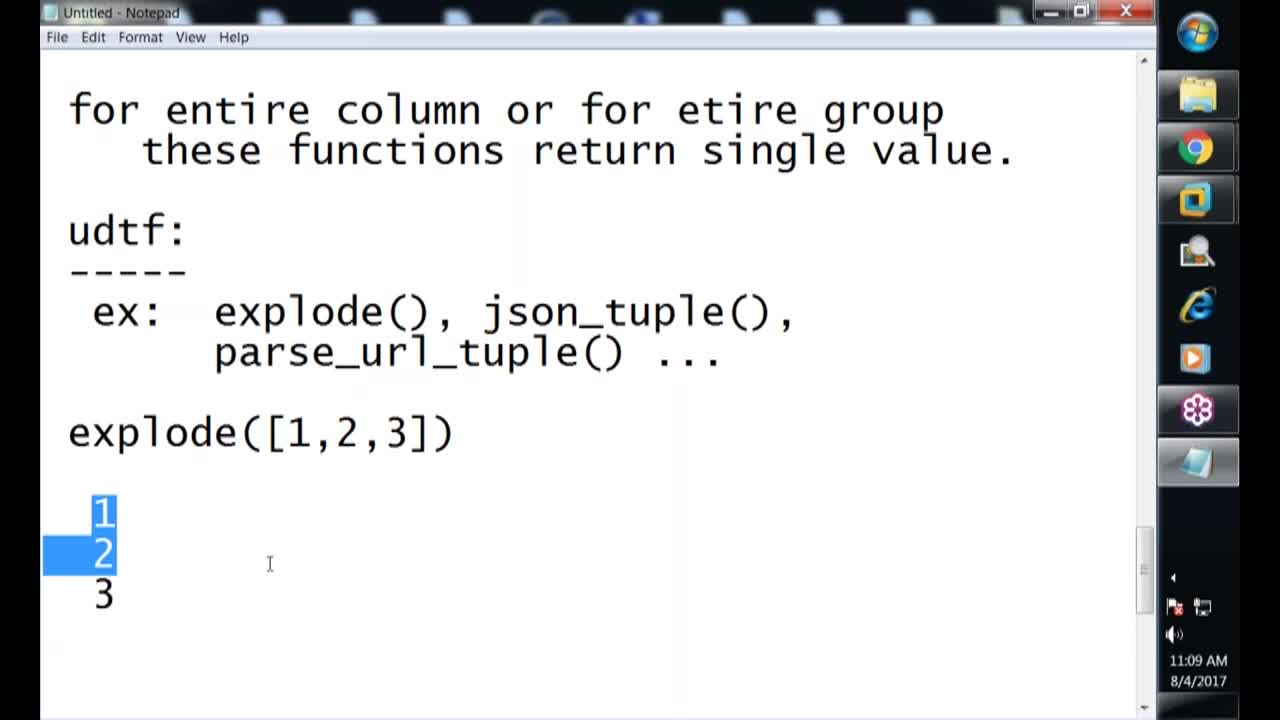 Untitled - Notepad
File Edit Format View Help
for entire column or for etire group
these functions return single value.
udtf:
-----
ex: explode(), json_tuple(),
parse_url_tuple() ...
explode([1,2,3])
1
2
3
11:09 AM
8/4/2017